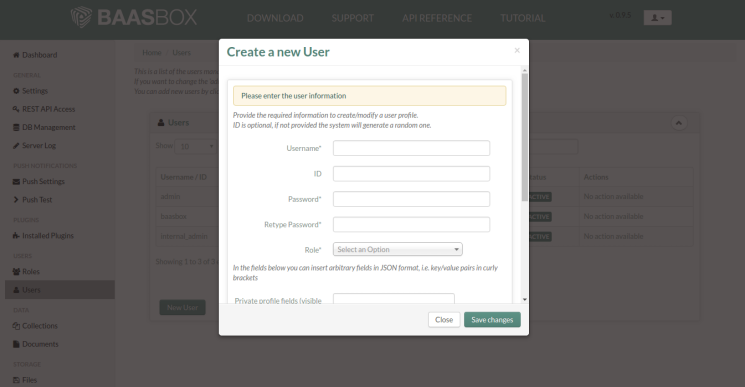 BAASBOX
DOWNLOAD
SUPPORT
API REFERENCE
TUTORIAL
Dashboard
GENERAL
Settings
REST API Access
DB Management
Server Log
PUSH NOTIFICATIONS
Push Settings
Push Test
PLUGINS
Installed Plugins
USERS
Roles
Users
DATA
Collections
Documents
STORAGE
Files
Home
Users
This is a list of the users
If you want to change the
You can add new users by
Users
Show
10
Username / ID
Actions
admin
ACTIVE
No action available
baasbox
ACTIVE
No action available
internal_admin
ACTIVE
No action available
Showing 1 to 3 of
New User
Create a new User
×
Please enter the user information
Provide the required information to create/modify a user profile.
ID is optional, if not provided the system will generate a random one.
Username*
ID
Password*
Retype Password*
Role*
Select an Option
In the fields below you can insert arbitrary fields in JSON format, i.e. key/value pairs in curly
brackets
Private profile fields (visible
Close
Save changes